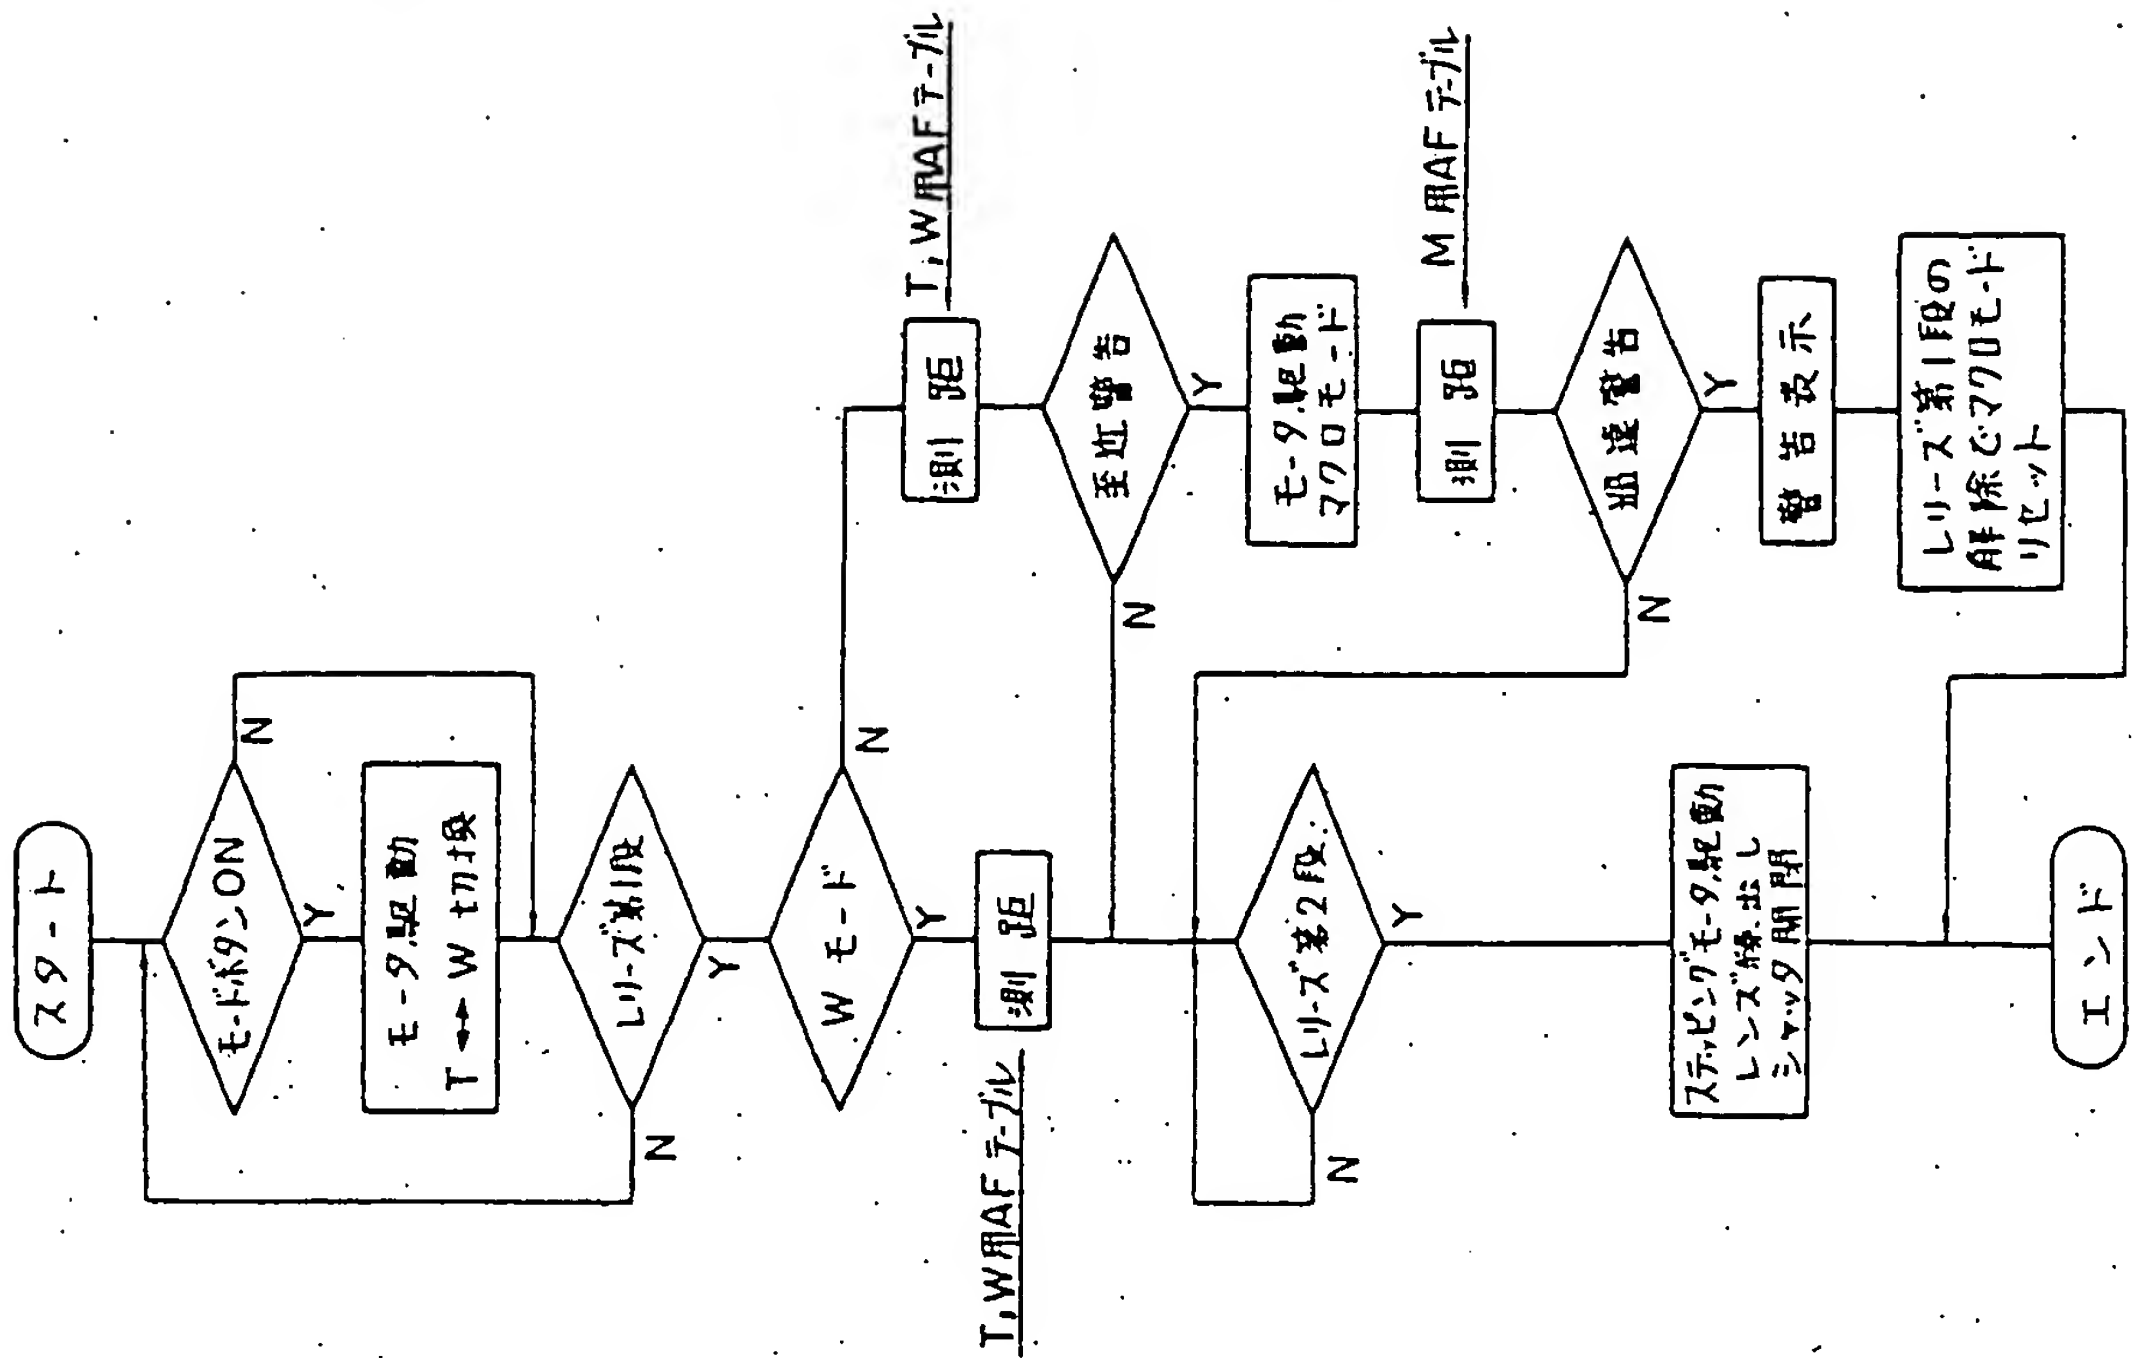 スタート
モードボタンON
N
Y
モータ駆動
T ↔ W 切換
レリーズ第1段
N
Y
W モード
N
Y
測距
T,W用AFテーブル
測距
T,W用AFテーブル
至近警告
N
Y
モータ駆動
マクロモード
測距
M用AFテーブル
過遠警告
N
Y
警告表示
レリーズ第1段の
解除でマクロモード
リセット
レリーズ第2段
N
Y
ステッピングモータ駆動
レンズ繰出し
シャッタ開閉
エンド